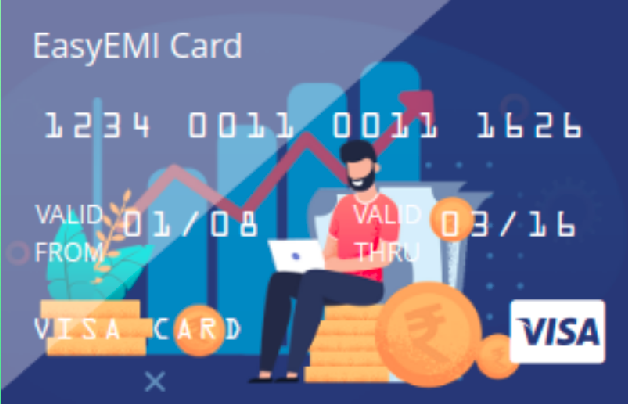 EasyEMI Card
1234 0011 0011 1626
VALID FROM 01/08 VALID THRU 03/16
VISA CARD
VISA